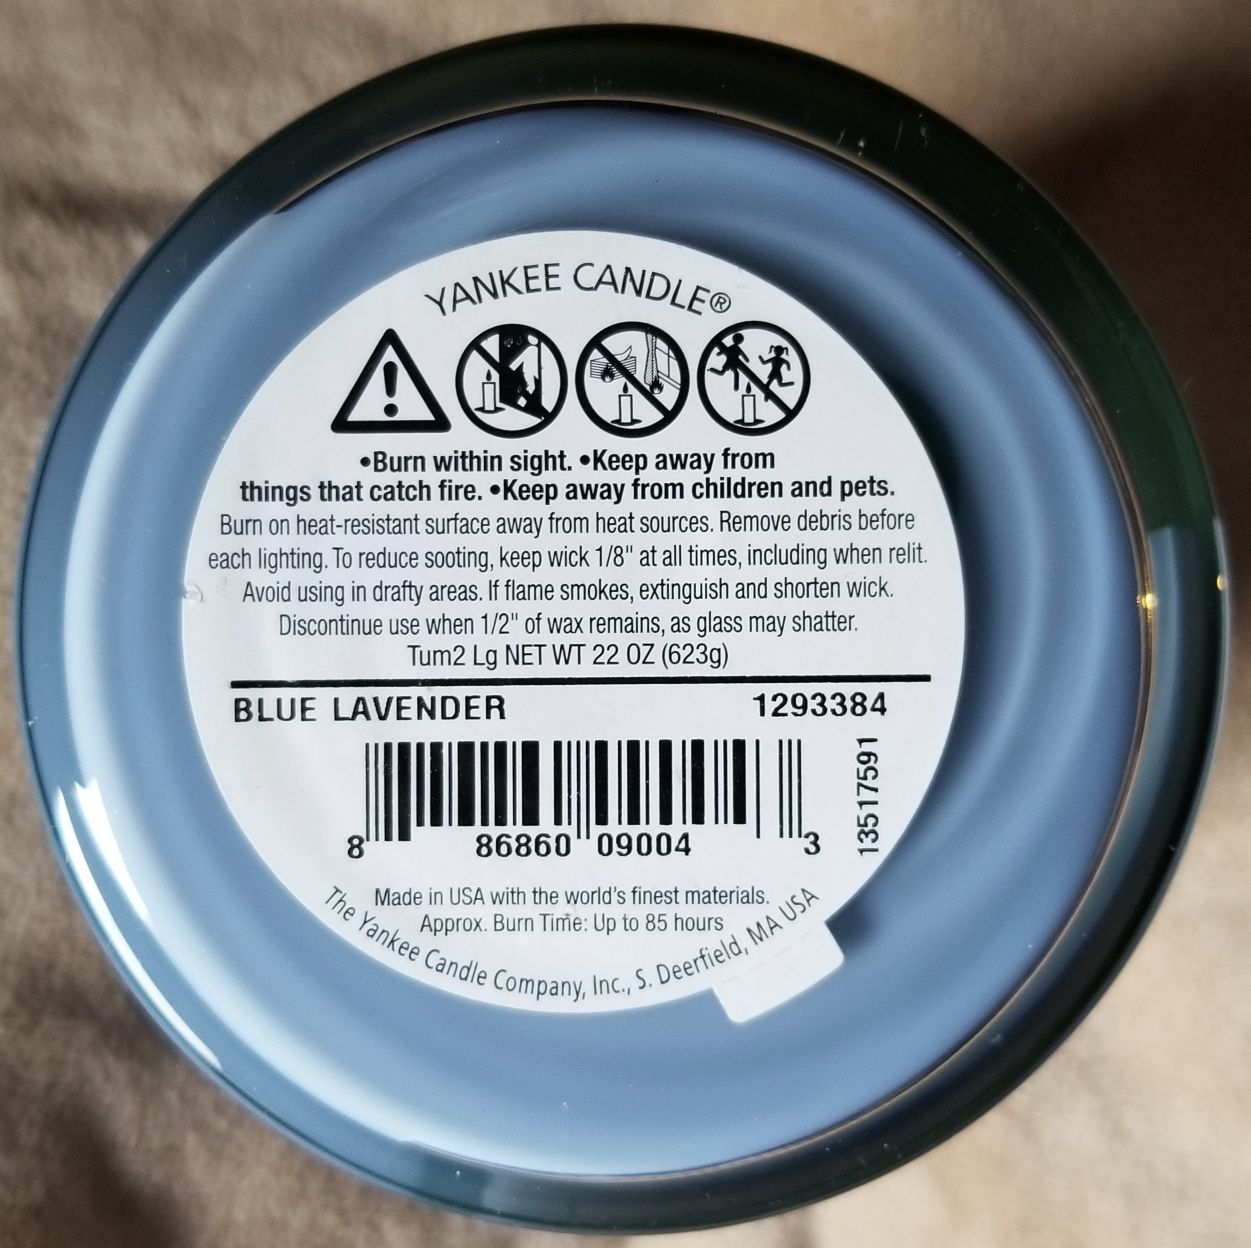 YANKEE CANDLE®
•Burn within sight. •Keep away from
things that catch fire. •Keep away from children and pets.
Burn on heat-resistant surface away from heat sources. Remove debris before
each lighting. To reduce sooting, keep wick 1/8" at all times, including when relit.
Avoid using in drafty areas. If flame smokes, extinguish and shorten wick.
Discontinue use when 1/2" of wax remains, as glass may shatter.
Tum2 Lg NET WT 22 OZ (623g)
BLUE LAVENDER 1293384
13517591
8 86860 09004 3
Made in USA with the world's finest materials.
Approx. Burn Time: Up to 85 hours
The Yankee Candle Company, Inc., S. Deerfield, MA USA